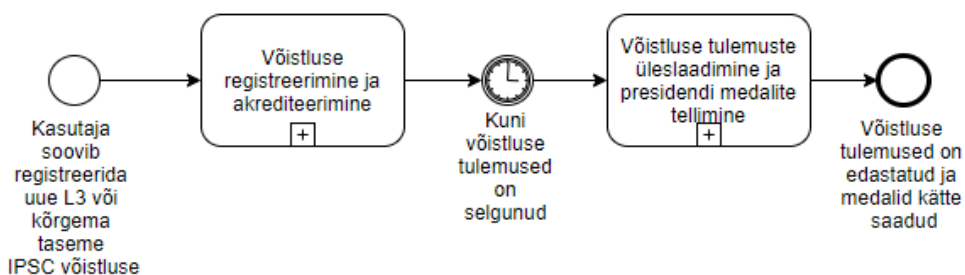 Võistluse
registreerimine ja
akrediteerimine
Võistluse tulemuste
üleslaadimine ja
presidendi medalite
tellimine
Kasutaja
soovib
registreerida
uue L3 või
kõrgema
taseme
IPSC võistluse
Kuni
võistluse
tulemused
on
selgunud
Võistluse
tulemused on
edastatud ja
medalid kätte
saadud